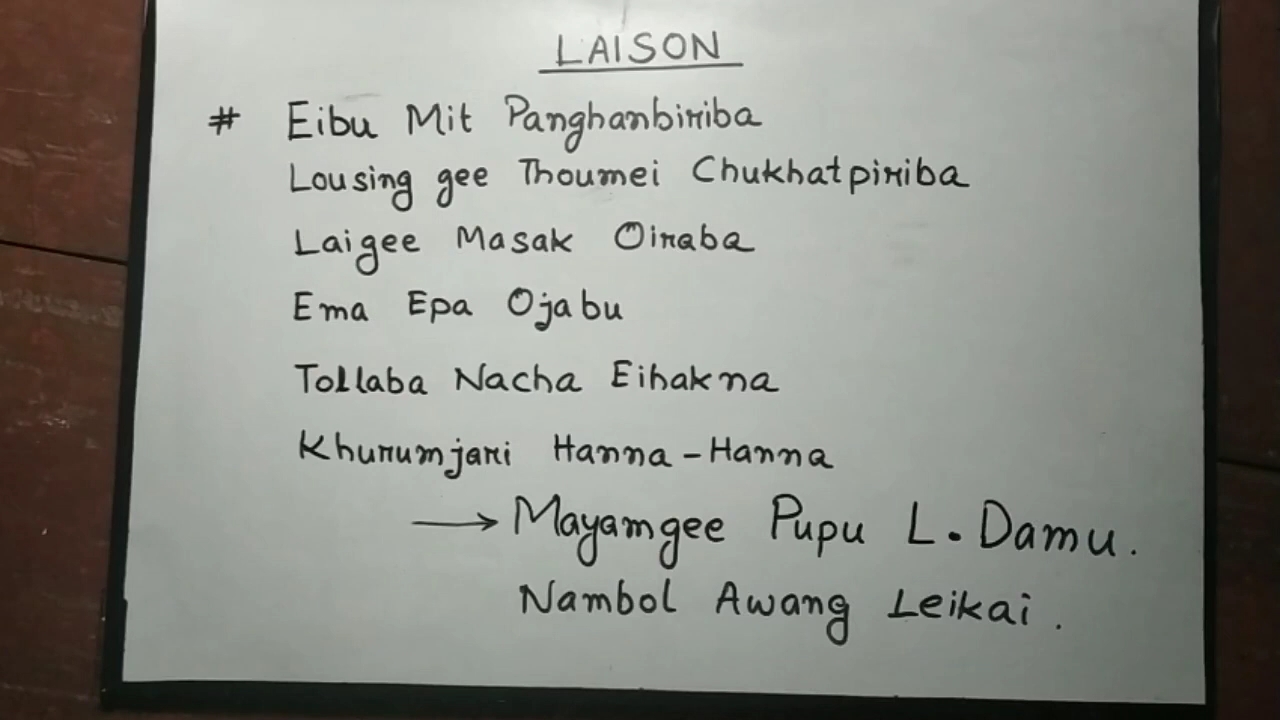 LAISON
# Eibu Mit Panghanbiriba
Lousing gee Thoumei Chukhatpiriba
Laigee Masak Oiraba
Ema Epa Ojabu
Tollaba Nacha Eihakna
Khurumjari Hanna-Hanna
→ Mayamgee Pupu L. Damu.
Nambol Awang Leikai.